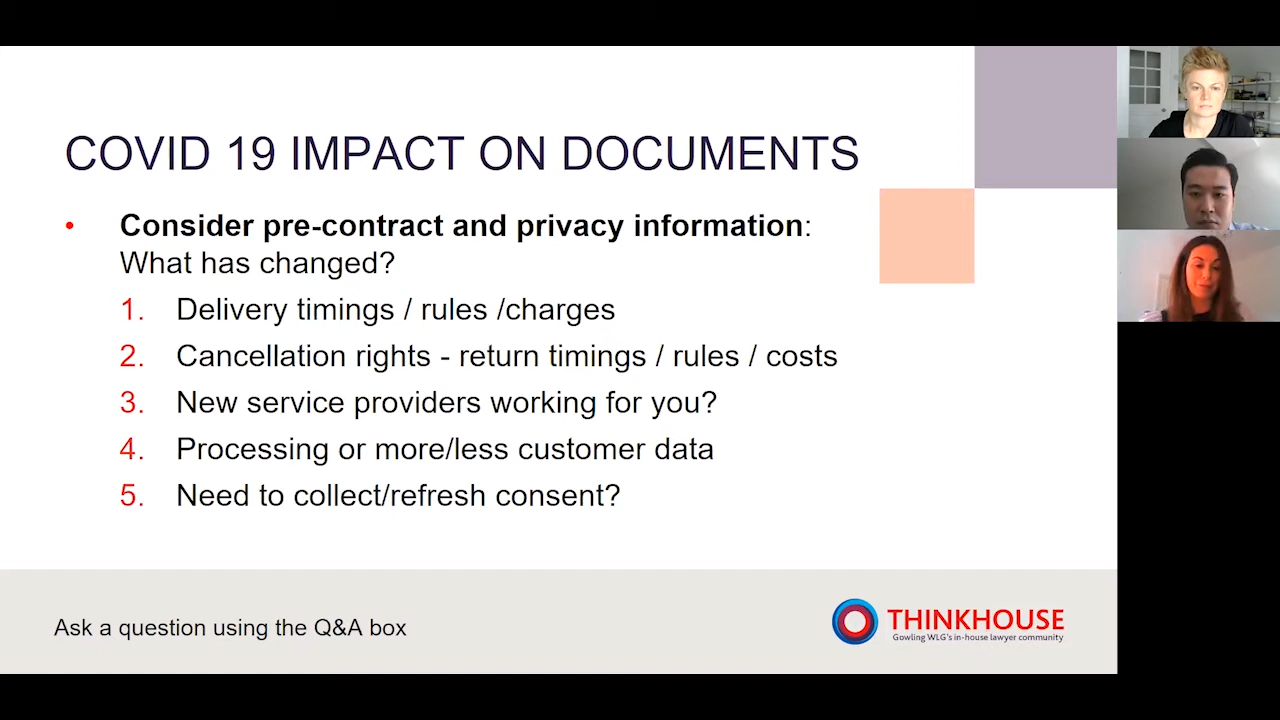 COVID 19 IMPACT ON DOCUMENTS
• Consider pre-contract and privacy information:
What has changed?
1. Delivery timings / rules /charges
2. Cancellation rights - return timings / rules / costs
3. New service providers working for you?
4. Processing or more/less customer data
5. Need to collect/refresh consent?
Ask a question using the Q&A box
THINKHOUSE
Gowling WLG's in-house lawyer community